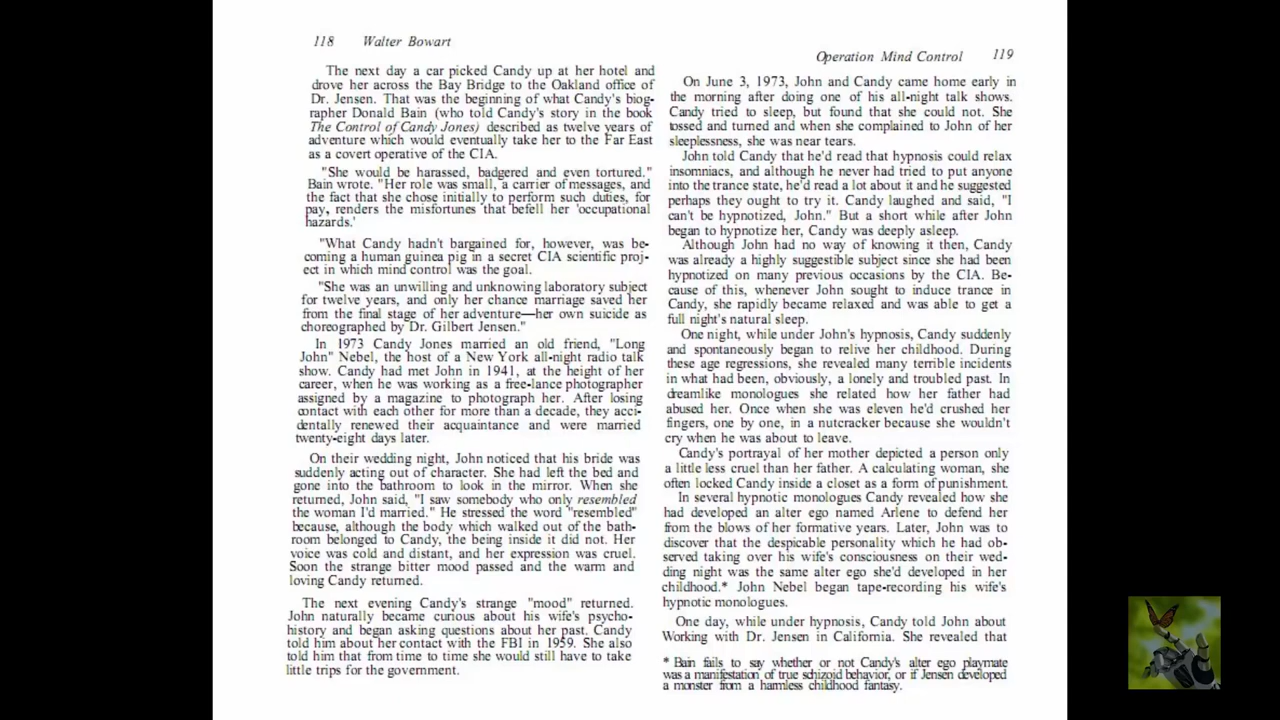 118 Walter Bowart
The next day a car picked Candy up at her hotel and
drove her across the Bay Bridge to the Oakland office of
Dr. Jensen. That was the beginning of what Candy's biog-
rapher Donald Bain (who told Candy's story in the book
The Control of Candy Jones) described as twelve years of
adventure which would eventually take her to the Far East
as a covert operative of the CIA.
"She would be harassed, badgered and even tortured."
Bain wrote. "Her role was small, a carrier of messages, and
the fact that she chose initially to perform such duties, for
pay, renders the misfortunes that befell her 'occupational
hazards.'
"What Candy hadn't bargained for, however, was be-
coming a human guinea pig in a secret CIA scientific proj-
ect in which mind control was the goal.
"She was an unwilling and unknowing laboratory subject
for twelve years, and only her chance marriage saved her
from the final stage of her adventure—her own suicide as
choreographed by Dr. Gilbert Jensen."
In 1973 Candy Jones married an old friend, "Long
John" Nebel, the host of a New York all-night radio talk
show. Candy had met John in 1941, at the height of her
career, when he was working as a free-lance photographer
assigned by a magazine to photograph her. After losing
contact with each other for more than a decade, they acci-
dentally renewed their acquaintance and were married
twenty-eight days later.
On their wedding night, John noticed that his bride was
suddenly acting out of character. She had left the bed and
gone into the bathroom to look in the mirror. When she
returned, John said, "I saw somebody who only resembled
the woman I'd married." He stressed the word "resembled"
because, although the body which walked out of the bath-
room belonged to Candy, the being inside it did not. Her
voice was cold and distant, and her expression was cruel.
Soon the strange bitter mood passed and the warm and
loving Candy returned.
The next evening Candy's strange "mood" returned.
John naturally became curious about his wife's psycho-
history and began asking questions about her past. Candy
told him about her contact with the FBI in 1959. She also
told him that from time to time she would still have to take
little trips for the government.
Operation Mind Control 119
On June 3, 1973, John and Candy came home early in
the morning after doing one of his all-night talk shows.
Candy tried to sleep, but found that she could not. She
tossed and turned and when she complained to John of her
sleeplessness, she was near tears.
John told Candy that he'd read that hypnosis could relax
insomniacs, and although he never had tried to put anyone
into the trance state, he'd read a lot about it and he suggested
perhaps they ought to try it. Candy laughed and said, "I
can't be hypnotized, John." But a short while after John
began to hypnotize her, Candy was deeply asleep.
Although John had no way of knowing it then, Candy
was already a highly suggestible subject since she had been
hypnotized on many previous occasions by the CIA. Be-
cause of this, whenever John sought to induce trance in
Candy, she rapidly became relaxed and was able to get a
full night's natural sleep.
One night, while under John's hypnosis, Candy suddenly
and spontaneously began to relive her childhood. During
these age regressions, she revealed many terrible incidents
in what had been, obviously, a lonely and troubled past. In
dreamlike monologues she related how her father had
abused her. Once when she was eleven he'd crushed her
fingers, one by one, in a nutcracker because she wouldn't
cry when he was about to leave.
Candy's portrayal of her mother depicted a person only
a little less cruel than her father. A calculating woman, she
often locked Candy inside a closet as a form of punishment.
In several hypnotic monologues Candy revealed how she
had developed an alter ego named Arlene to defend her
from the blows of her formative years. Later, John was to
discover that the despicable personality which he had ob-
served taking over his wife's consciousness on their wed-
ding night was the same alter ego she'd developed in her
childhood.* John Nebel began tape-recording his wife's
hypnotic monologues.
One day, while under hypnosis, Candy told John about
Working with Dr. Jensen in California. She revealed that
* Bain fails to say whether or not Candy's alter ego playmate
was a manifestation of true schizoid behavior, or if Jensen developed
a monster from a harmless childhood fantasy.